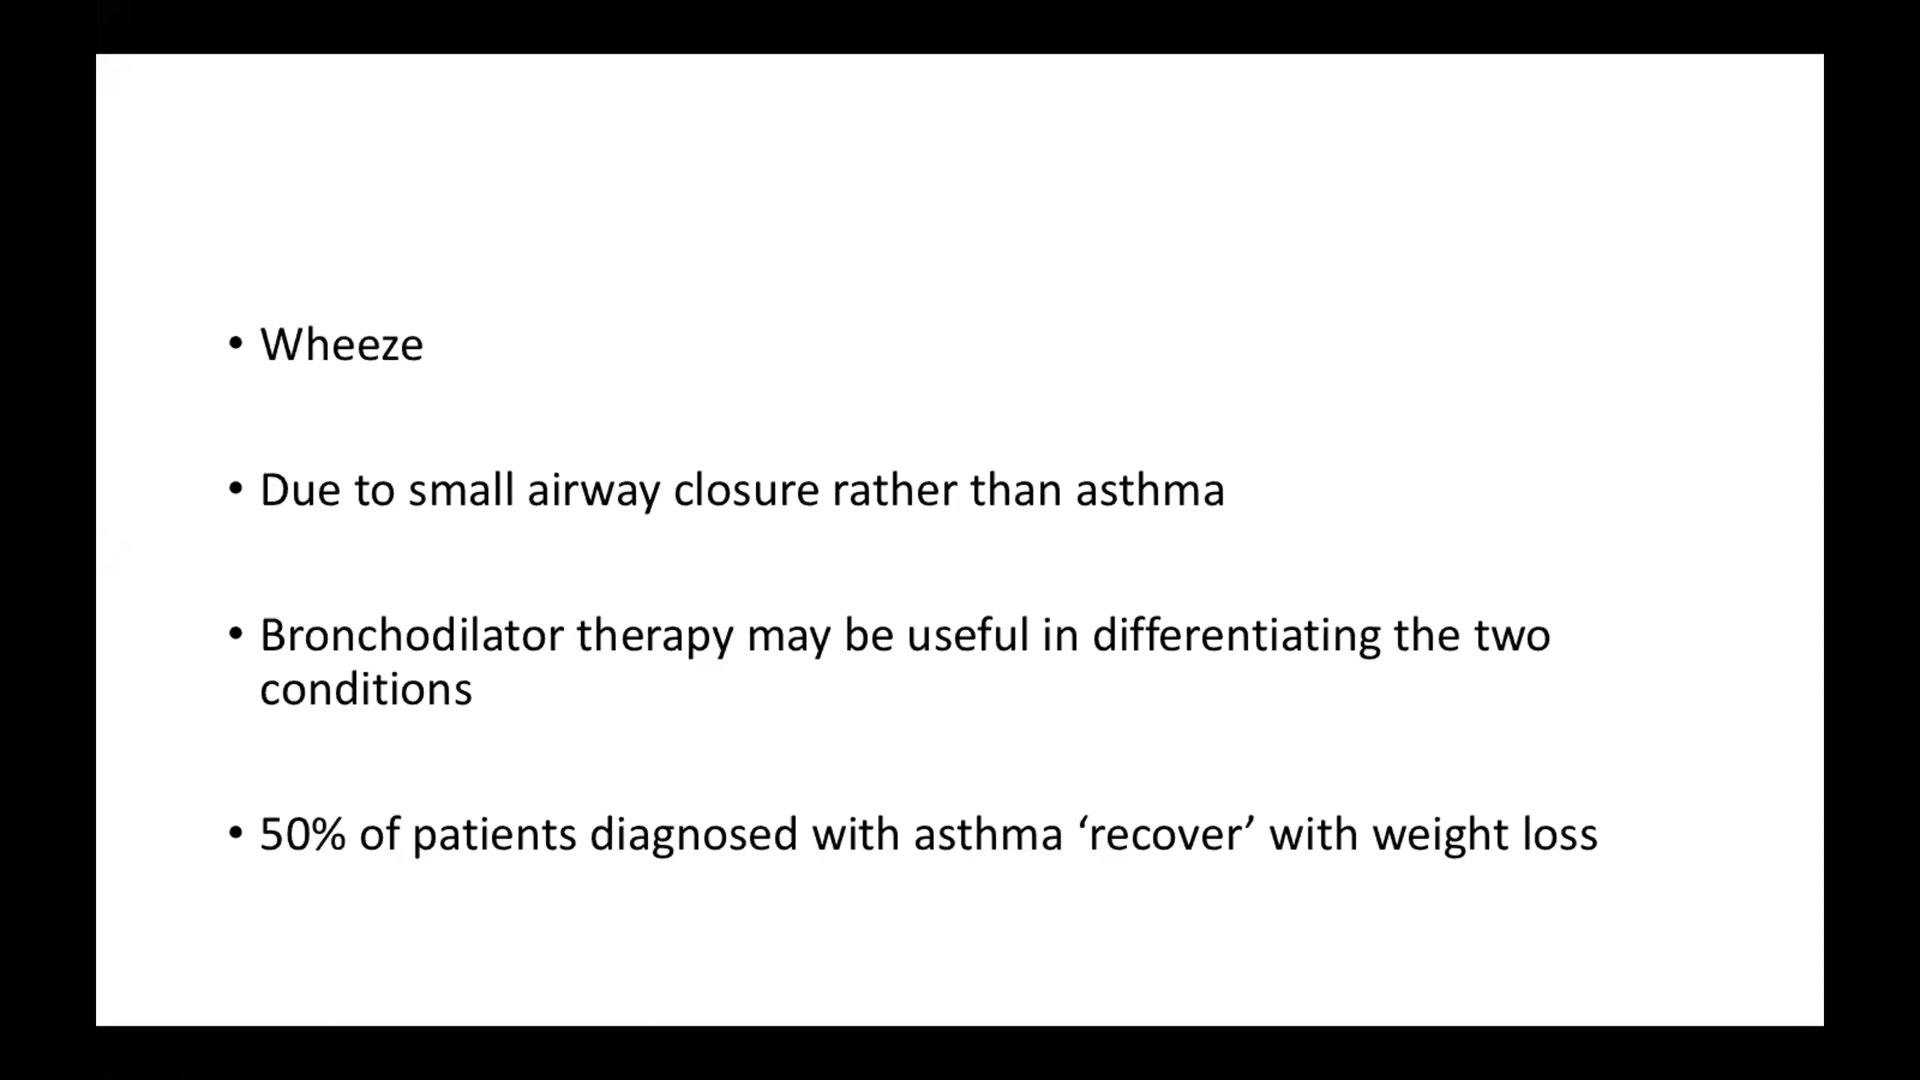 • Wheeze
• Due to small airway closure rather than asthma
• Bronchodilator therapy may be useful in differentiating the two
conditions
• 50% of patients diagnosed with asthma ‘recover’ with weight loss